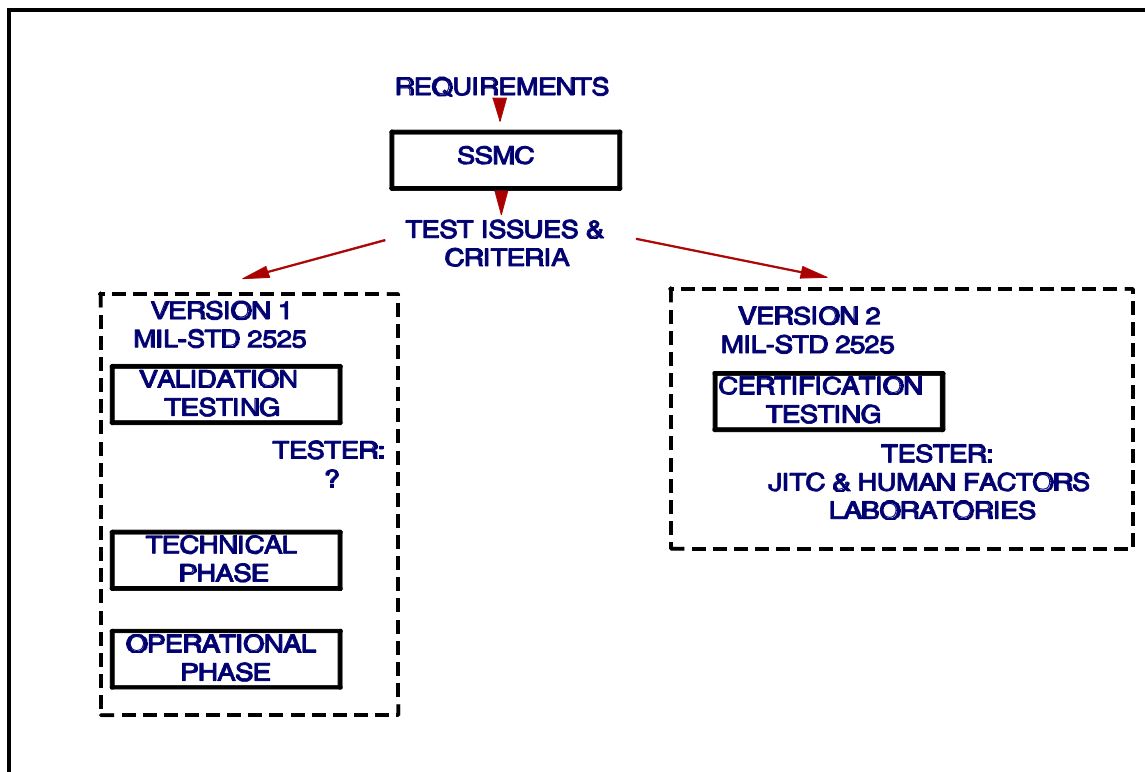 REQUIREMENTS
SSMC
TEST ISSUES &
CRITERIA
VERSION 1
MIL-STD 2525
VALIDATION
TESTING
TESTER:
?
TECHNICAL
PHASE
OPERATIONAL
PHASE
VERSION 2
MIL-STD 2525
CERTIFICATION
TESTING
TESTER:
JITC & HUMAN FACTORS
LABORATORIES